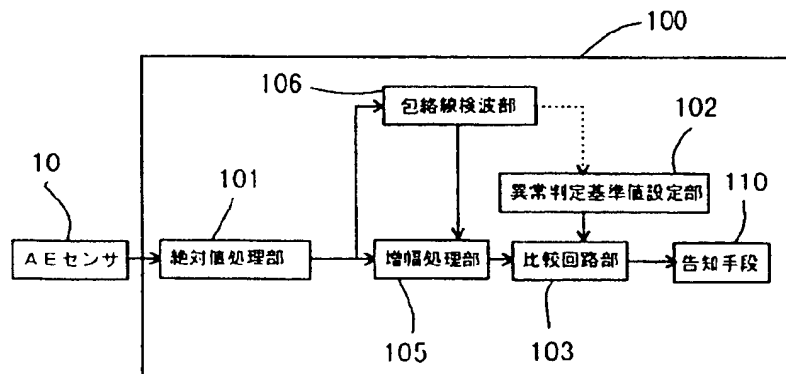 100
106
包絡線検波部
102
10
101
異常判定基準値設定部
110
AEセンサ
絶対値処理部
増幅処理部
比較回路部
告知手段
105
103